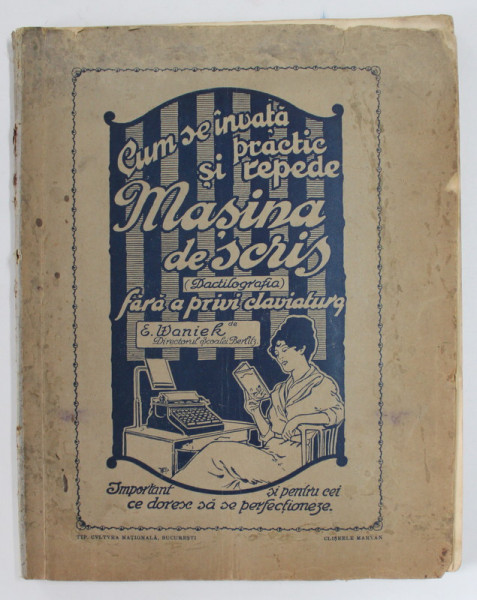 Cum se învață
practic
și repede
Mașina
de scris
(Dactilografia)
fără a privi claviatura
de
E. Waniek
Directorul Școalei Berlitz
Important și pentru cei
ce doresc să se perfecționeze.
TIP. CVLTVRA NAȚIONALĂ, BUCUREȘTI
CLIȘEELE MARVAN